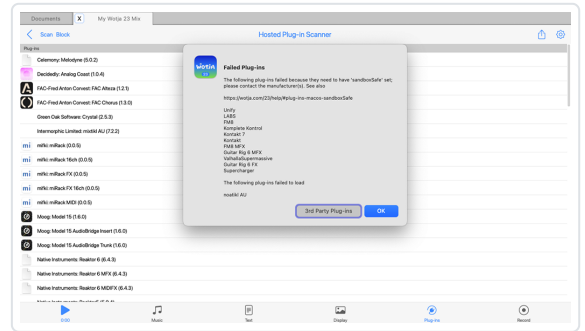 Documents
X
My Wotja 23 Mix
Scan Block
Hosted Plug-in Scanner
Plug-ins
Celemony: Melodyne (5.0.2)
Decidedly: Analog Coast (1.0.4)
FAC-Fred Anton Corvest: FAC Alteza (1.2.1)
FAC-Fred Anton Corvest: FAC Chorus (1.3.0)
Green Oak Software: Crystal (2.5.3)
Intermorphic Limited: mixtikl AU (7.2.2)
mi mifki: miRack (0.0.5)
mi mifki: miRack 16ch (0.0.5)
mi mifki: miRack FX (0.0.5)
mi mifki: miRack FX 16ch (0.0.5)
mi mifki: miRack MIDI (0.0.5)
Moog: Model 15 (1.6.0)
Moog: Model 15 AudioBridge Insert (1.6.0)
Moog: Model 15 AudioBridge Trunk (1.6.0)
Native Instruments: Reaktor 6 (6.4.3)
Native Instruments: Reaktor 6 MFX (6.4.3)
Native Instruments: Reaktor 6 MIDIFX (6.4.3)
wotja
Failed Plug-ins
The following plug-ins failed because they need to have 'sandboxSafe' set;
please contact the manufacturer(s). See also
https://wotja.com/23/help/#plug-ins-macos-sandboxSafe
Unify
LABS
FM8
Komplete Kontrol
Kontakt 7
Kontakt
FM8 MFX
Guitar Rig 6 MFX
ValhallaSupermassive
Guitar Rig 6 FX
Supercharger
The following plug-ins failed to load
noatikl AU
3rd Party Plug-ins
OK
0:00
Music
Text
Display
Plug-ins
Record